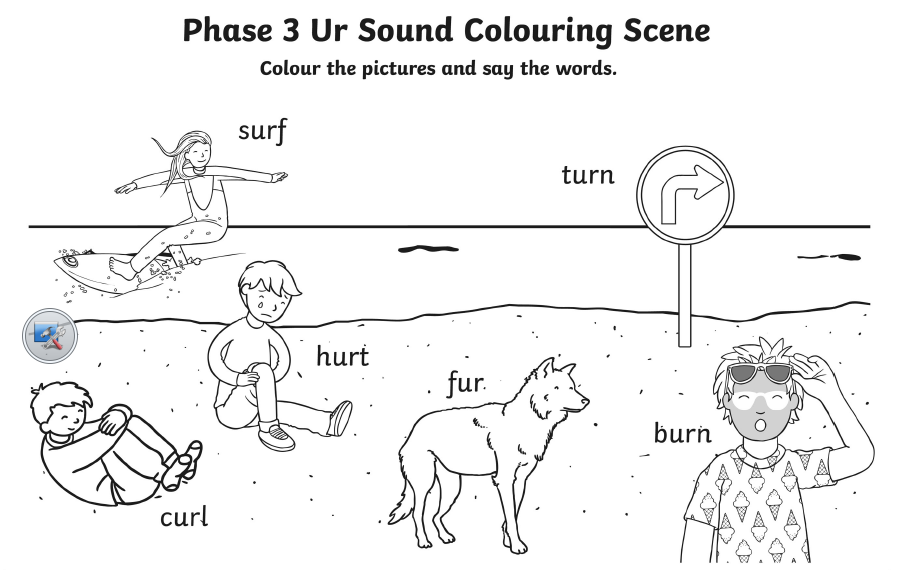 Phase 3 Ur Sound Colouring Scene
Colour the pictures and say the words.
surf
turn
hurt
fur
burn
curl